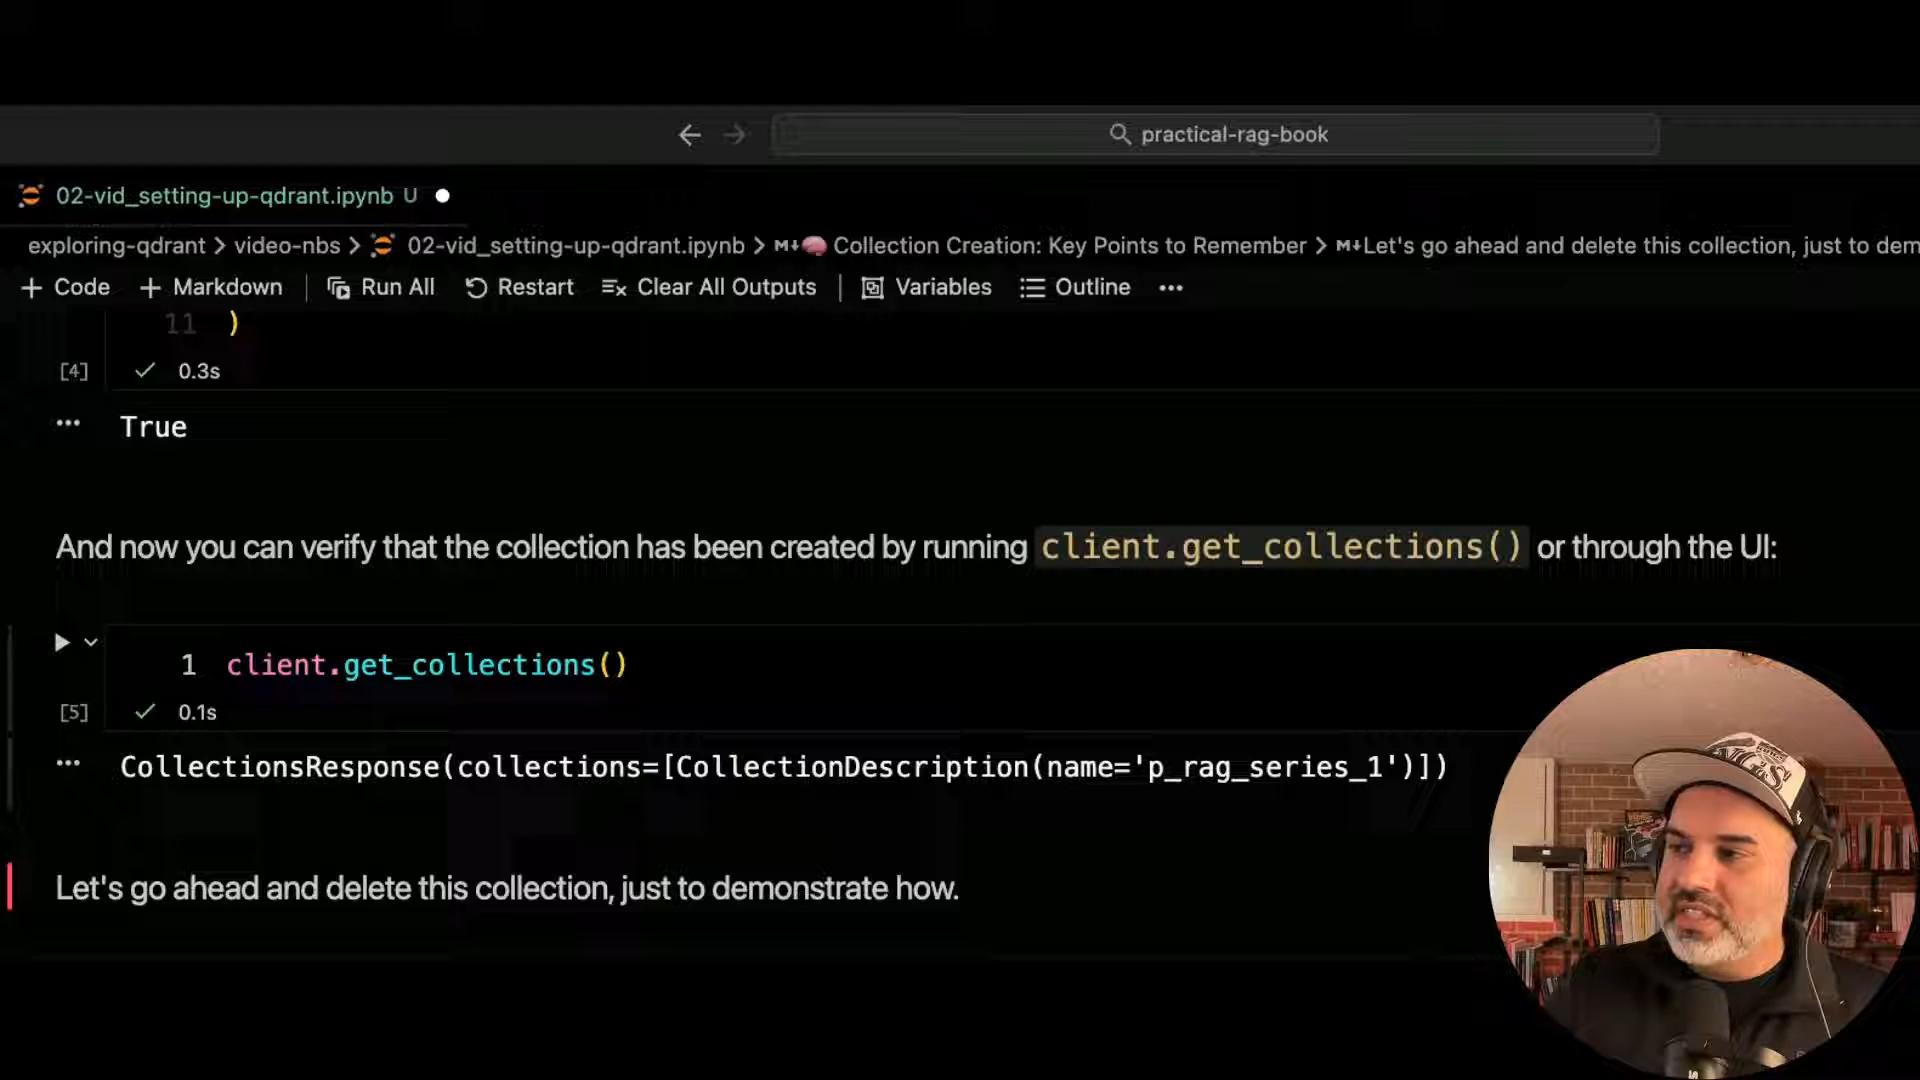 practical-rag-book
02-vid_setting-up-qdrant.ipynb U
exploring-qdrant > video-nbs > 02-vid_setting-up-qdrant.ipynb > M↓🧠 Collection Creation: Key Points to Remember > M↓Let's go ahead and delete this collection, just to dem
+ Code + Markdown | Run All Restart Clear All Outputs | Variables Outline ...
11 )
[4] ✓ 0.3s
... True
And now you can verify that the collection has been created by running client.get_collections() or through the UI:
1 client.get_collections()
[5] ✓ 0.1s
... CollectionsResponse(collections=[CollectionDescription(name='p_rag_series_1')])
Let's go ahead and delete this collection, just to demonstrate how.